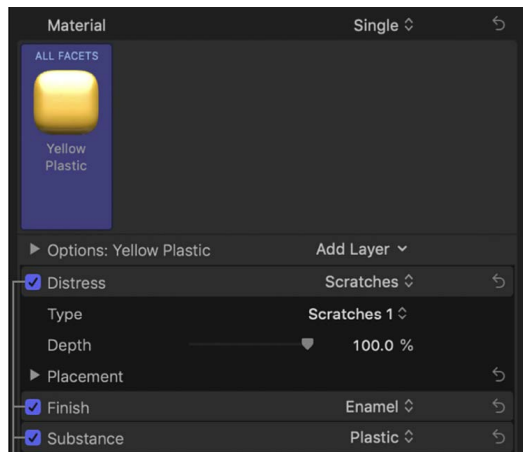 Material Single
ALL FACETS
Yellow
Plastic
Options: Yellow Plastic Add Layer
Distress Scratches
Type Scratches 1
Depth 100.0 %
Placement
Finish Enamel
Substance Plastic